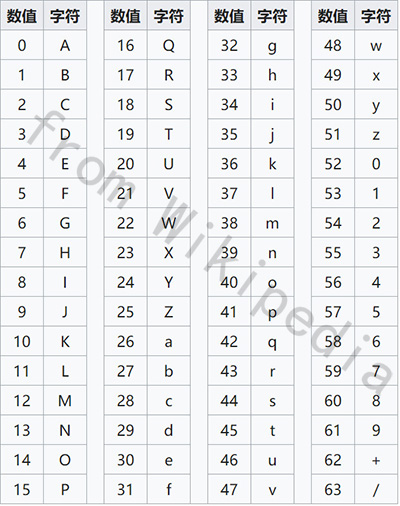 数值 字符 数值 字符 数值 字符 数值 字符
0 A 16 Q 32 g 48 w
1 B 17 R 33 h 49 x
2 C 18 S 34 i 50 y
3 D 19 T 35 j 51 z
4 E 20 U 36 k 52 0
5 F 21 V 37 l 53 1
6 G 22 W 38 m 54 2
7 H 23 X 39 n 55 3
8 I 24 Y 40 o 56 4
9 J 25 Z 41 p 57 5
10 K 26 a 42 q 58 6
11 L 27 b 43 r 59 7
12 M 28 c 44 s 60 8
13 N 29 d 45 t 61 9
14 O 30 e 46 u 62 +
15 P 31 f 47 v 63 /
from Wikipedia